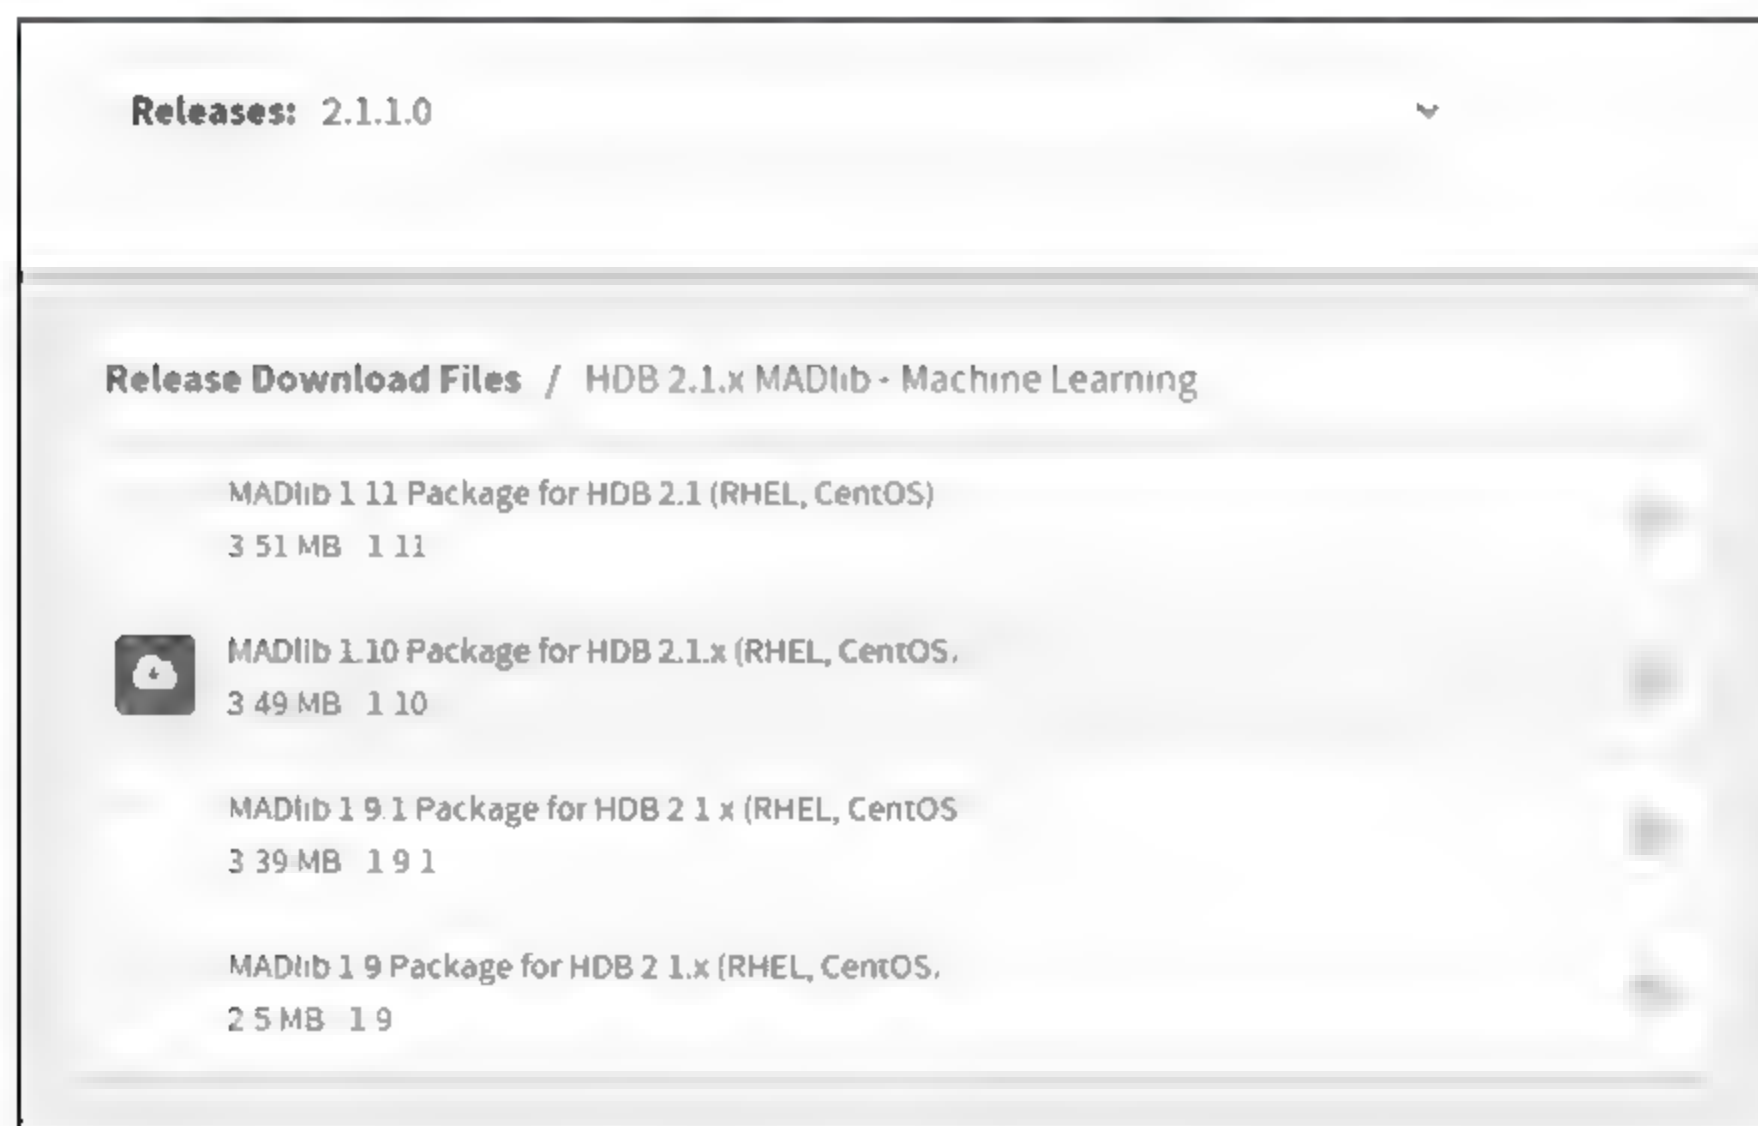 Releases: 2.1.1.0
Release Download Files / HDB 2.1.x MADlib - Machine Learning
MADlib 1 11 Package for HDB 2.1 (RHEL, CentOS)
3 51 MB 1 11
MADlib 1.10 Package for HDB 2.1.x (RHEL, CentOS.
3 49 MB 1 10
MADlib 1 9.1 Package for HDB 2 1 x (RHEL, CentOS
3 39 MB 1 9 1
MADlib 1 9 Package for HDB 2 1.x (RHEL, CentOS.
2 5 MB 1 9